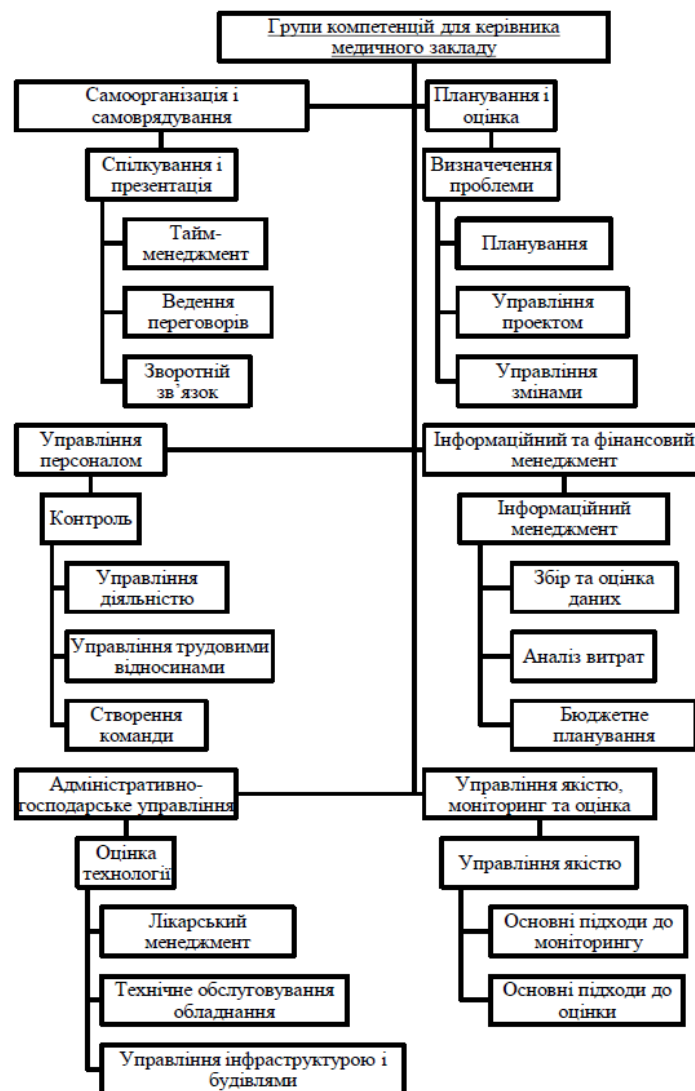 Групи компетенцій для керівника
медичного закладу
Самоорганізація і
самоврядування
Планування і
оцінка
Спілкування і
презентація
Визначечення
проблеми
Тайм-
менеджмент
Планування
Ведення
переговорів
Управління
проектом
Зворотній
зв’язок
Управління
змінами
Управління
персоналом
Інформаційний та фінансовий
менеджмент
Контроль
Інформаційний
менеджмент
Управління
діяльністю
Збір та оцінка
даних
Управління трудовими
відносинами
Аналіз витрат
Створення
команди
Бюджетне
планування
Адміністративно-
господарське управління
Управління якістю,
моніторинг та оцінка
Оцінка
технології
Управління якістю
Лікарський
менеджмент
Основні підходи до
моніторингу
Технічне обслуговування
обладнання
Основні підходи до
оцінки
Управління інфраструктурою і
будівлями